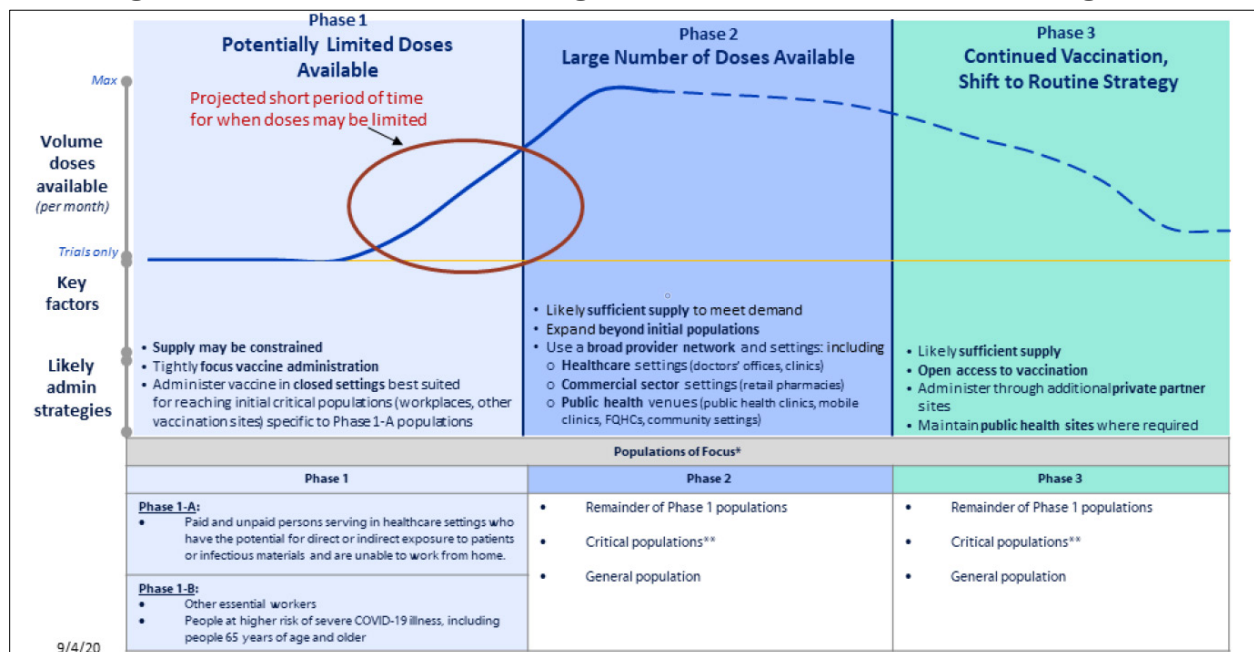 Phase 1
Potentially Limited Doses
Available
Projected short period of time
for when doses may be limited
Phase 2
Large Number of Doses Available
Phase 3
Continued Vaccination,
Shift to Routine Strategy
Max
Volume
doses
available
(per month)
Trials only
Key
factors
Likely
admin
strategies
• Supply may be constrained
• Tightly focus vaccine administration
• Administer vaccine in closed settings best suited
for reaching initial critical populations (workplaces, other
vaccination sites) specific to Phase 1-A populations
• Likely sufficient supply to meet demand
• Expand beyond initial populations
• Use a broad provider network and settings: including
o Healthcare settings (doctors' offices, clinics)
o Commercial sector settings (retail pharmacies)
o Public health venues (public health clinics, mobile
clinics, FQHCs, community settings)
• Likely sufficient supply
• Open access to vaccination
• Administer through additional private partner
sites
• Maintain public health sites where required
Populations of Focus*
Phase 1
Phase 2
Phase 3
Phase 1-A:
• Paid and unpaid persons serving in healthcare settings who
have the potential for direct or indirect exposure to patients
or infectious materials and are unable to work from home.
Phase 1-B:
• Other essential workers
• People at higher risk of severe COVID-19 illness, including
people 65 years of age and older
• Remainder of Phase 1 populations
• Critical populations**
• General population
• Remainder of Phase 1 populations
• Critical populations**
• General population
9/4/20